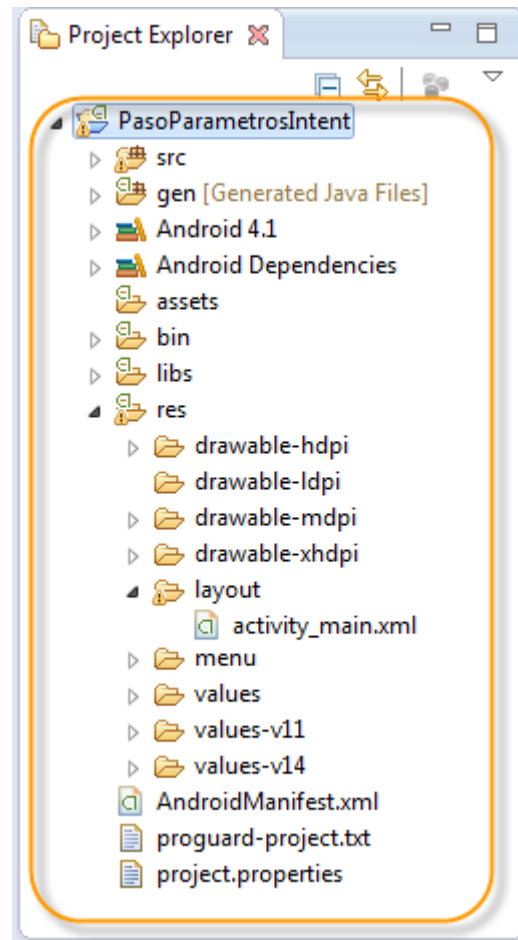 Project Explorer
PasoParametrosIntent
src
gen [Generated Java Files]
Android 4.1
Android Dependencies
assets
bin
libs
res
drawable-hdpi
drawable-ldpi
drawable-mdpi
drawable-xhdpi
layout
activity_main.xml
menu
values
values-v11
values-v14
AndroidManifest.xml
proguard-project.txt
project.properties